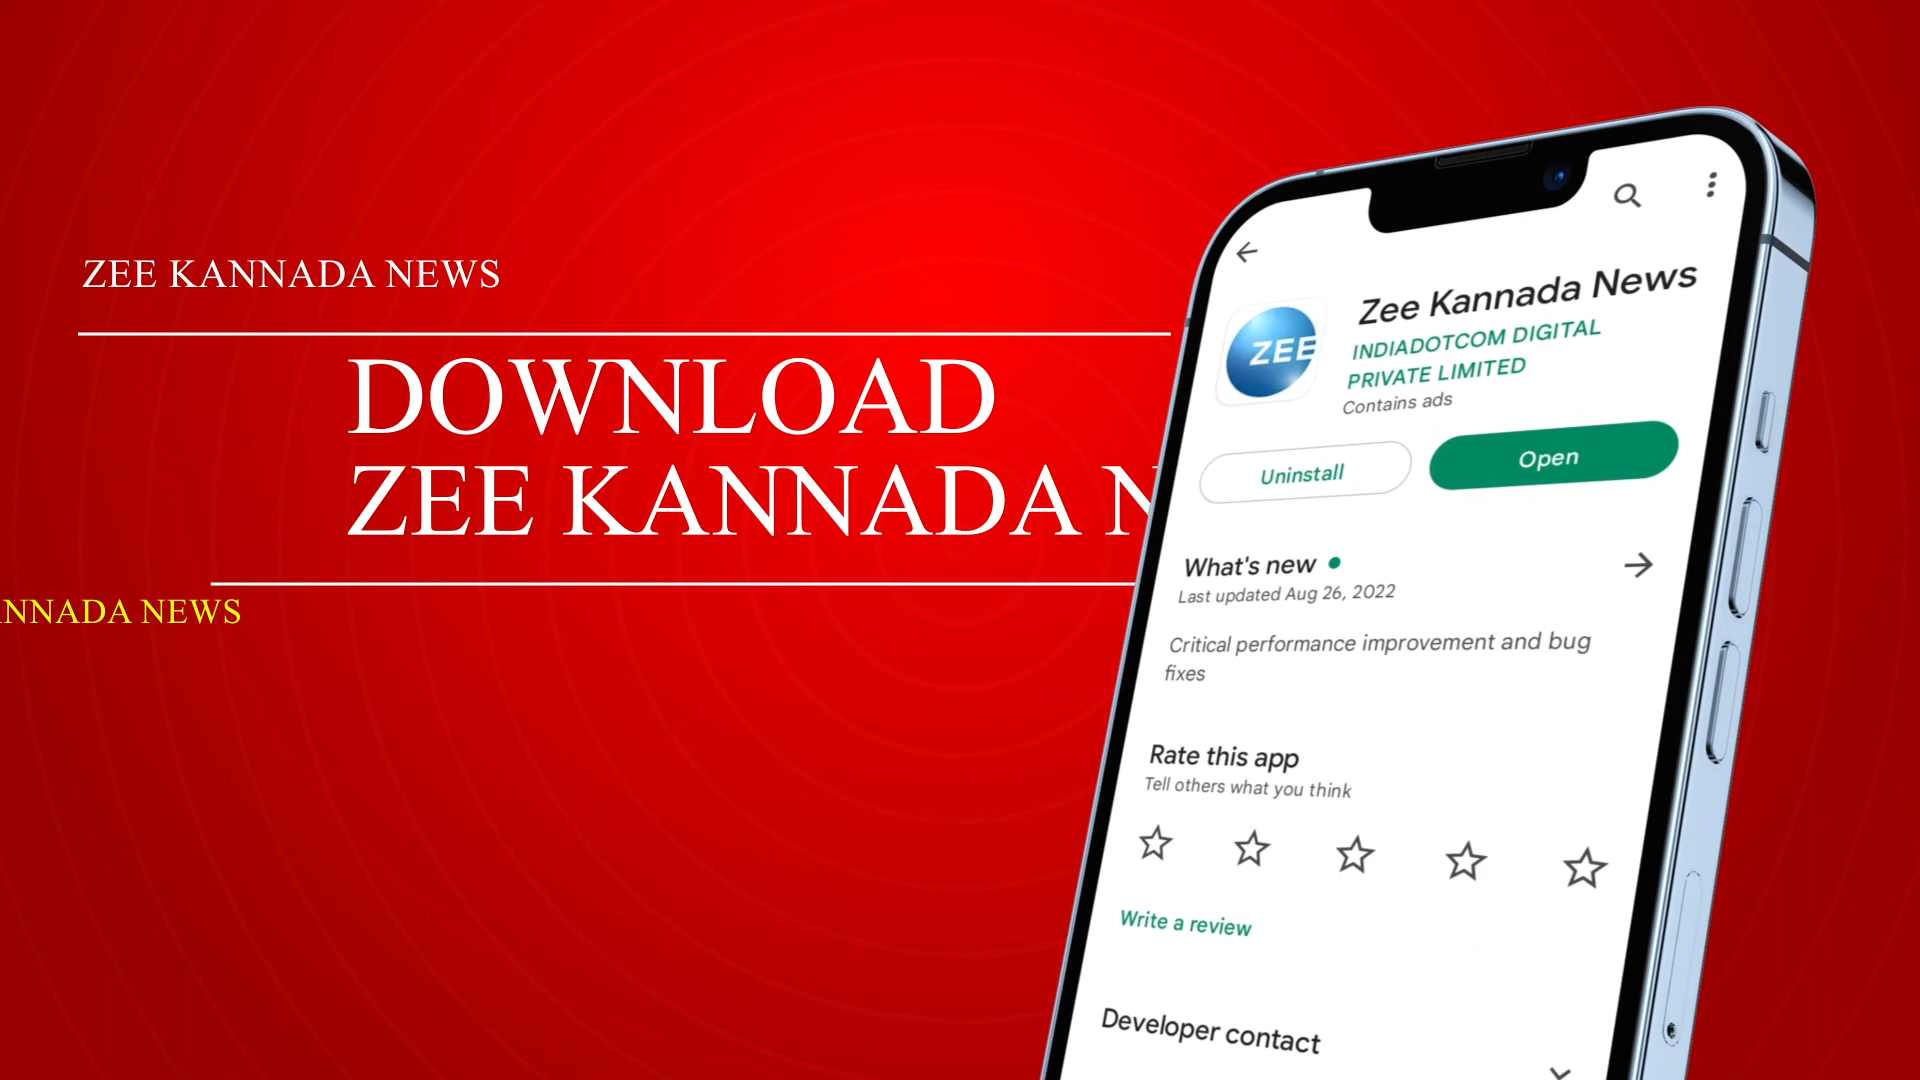 ZEE KANNADA NEWS
DOWNLOAD
ZEE KANNADA N
NNADA NEWS
Zee Kannada News
ZEE
INDIADOTCOM DIGITAL
PRIVATE LIMITED
Contains ads
Uninstall
Open
What's new
Last updated Aug 26, 2022
Critical performance improvement and bug
fixes
Rate this app
Tell others what you think
Write a review
Developer contact